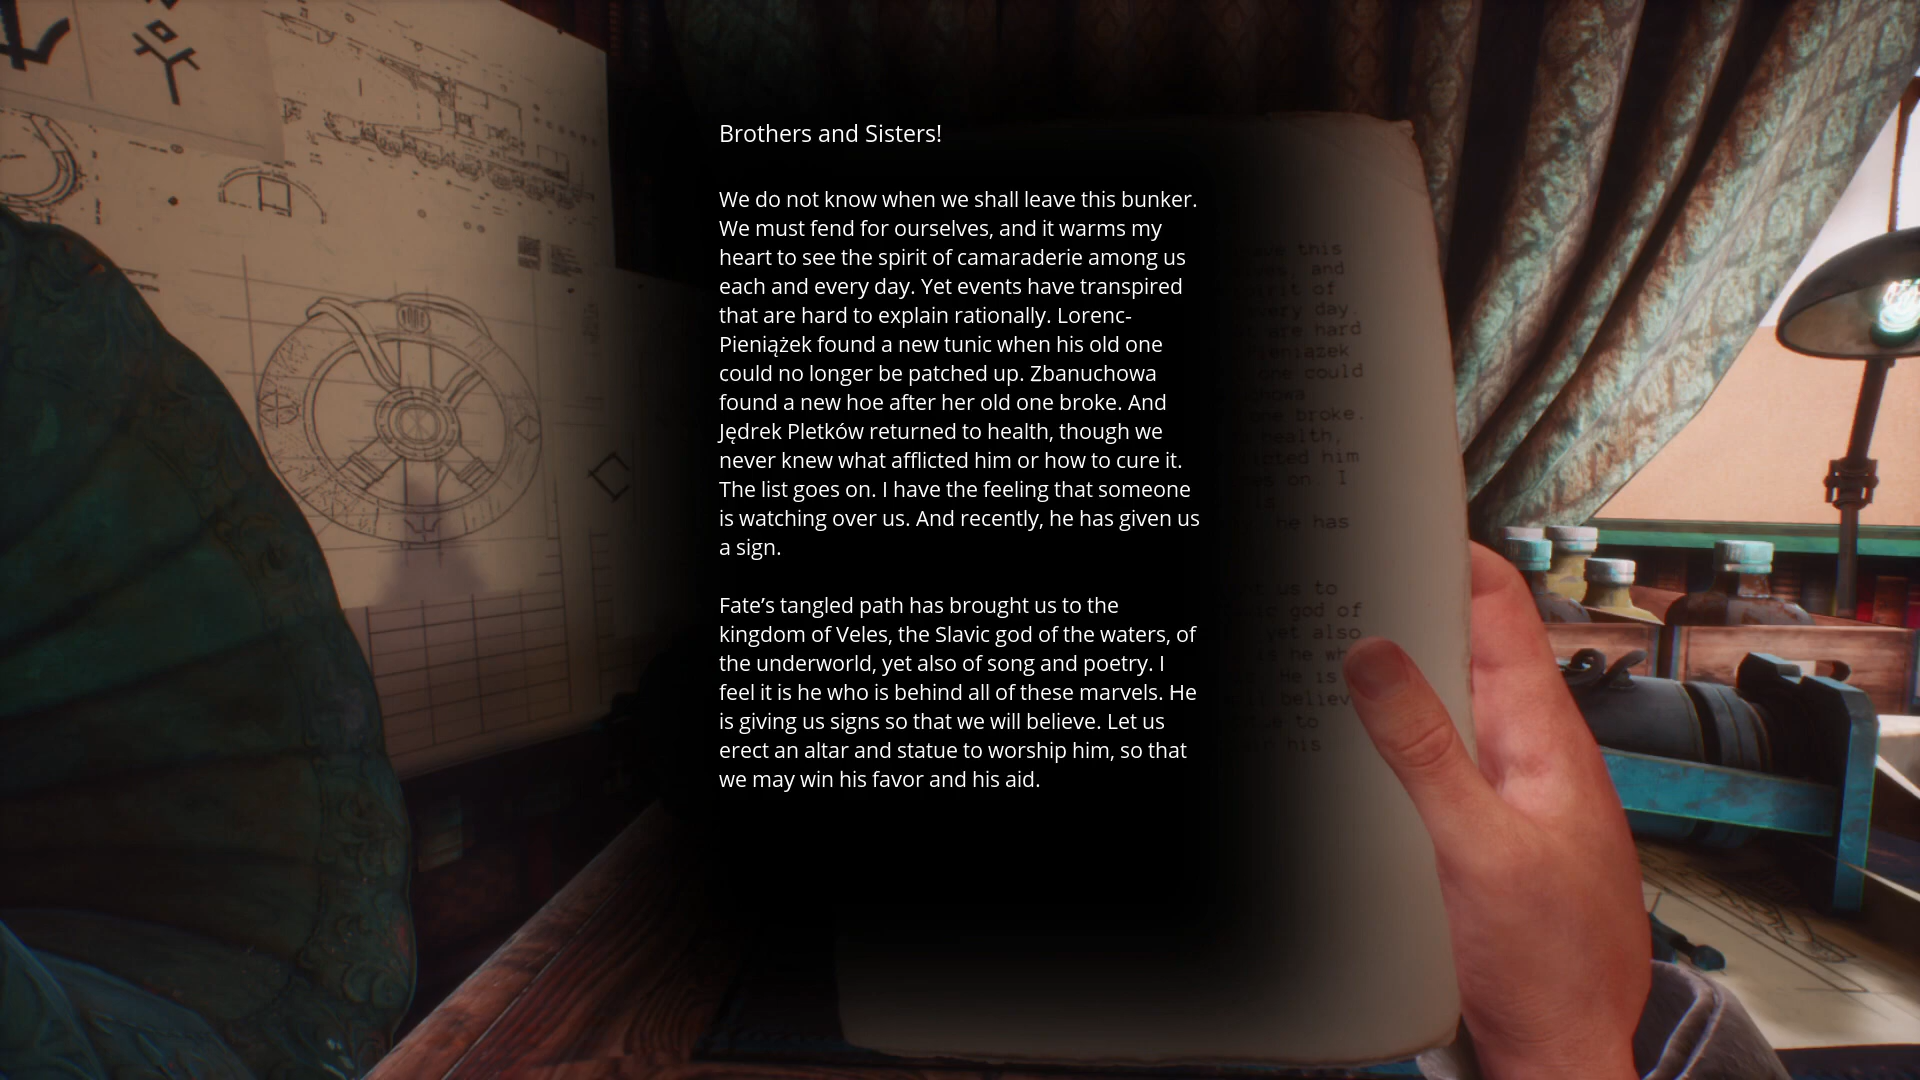 Brothers and Sisters!
We do not know when we shall leave this bunker.
We must fend for ourselves, and it warms my
heart to see the spirit of camaraderie among us
each and every day. Yet events have transpired
that are hard to explain rationally. Lorenc-
Pieniążek found a new tunic when his old one
could no longer be patched up. Zbanuchowa
found a new hoe after her old one broke. And
Jędrek Pletków returned to health, though we
never knew what afflicted him or how to cure it.
The list goes on. I have the feeling that someone
is watching over us. And recently, he has given us
a sign.
Fate’s tangled path has brought us to the
kingdom of Veles, the Slavic god of the waters, of
the underworld, yet also of song and poetry. I
feel it is he who is behind all of these marvels. He
is giving us signs so that we will believe. Let us
erect an altar and statue to worship him, so that
we may win his favor and his aid.